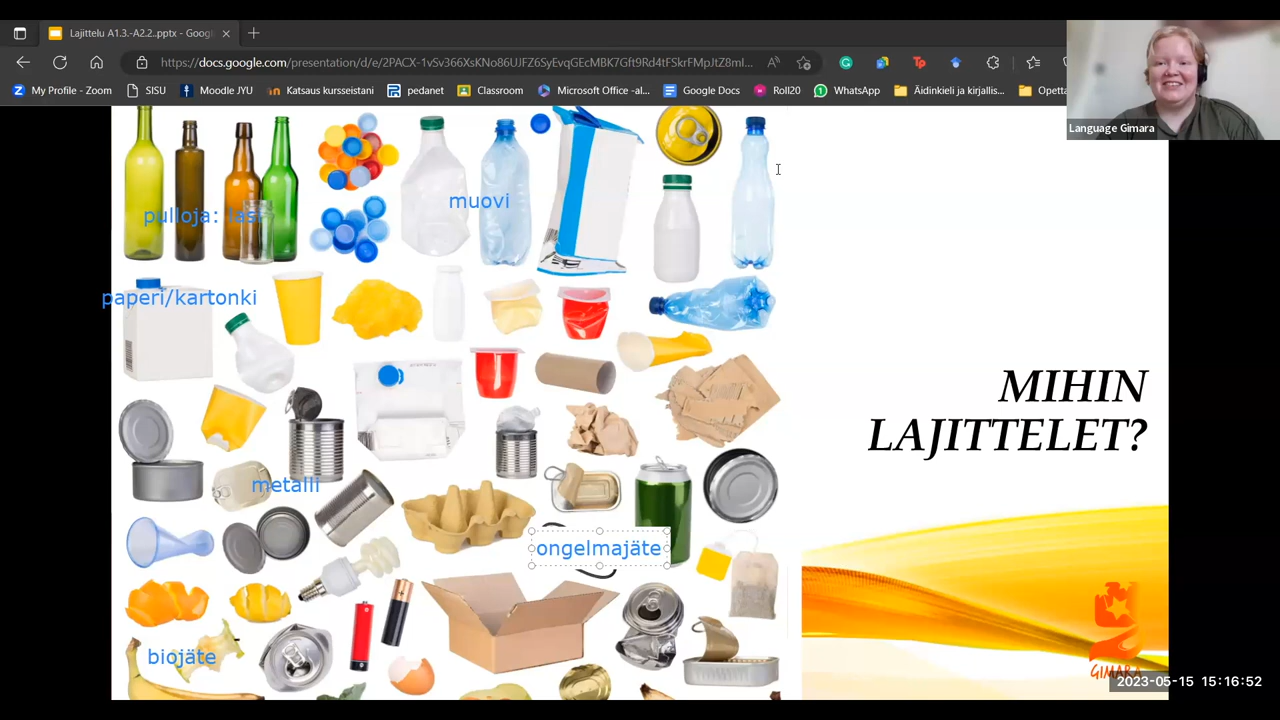 Lajittelu A1.3.-A2.2..pptx - Goog
https://docs.google.com/presentation/d/e/2PACX-1vSv366XsKNo86UJFZ6SyEvqGEcMBK7Gft9Rd4tFSkrFMpJtZ8ml...
My Profile - Zoom
SISU
Moodle JYU
Katsaus kursseistani
pedanet
Classroom
Microsoft Office -al...
Google Docs
Roll20
WhatsApp
Äidinkieli ja kirjallis...
Opetta
Language Gimara
pulloja: lasi
muovi
paperi/kartonki
metalli
ongelmajäte
biojäte
MIHIN
LAJITTELET?
GIMARA
2023-05-15 15:16:52